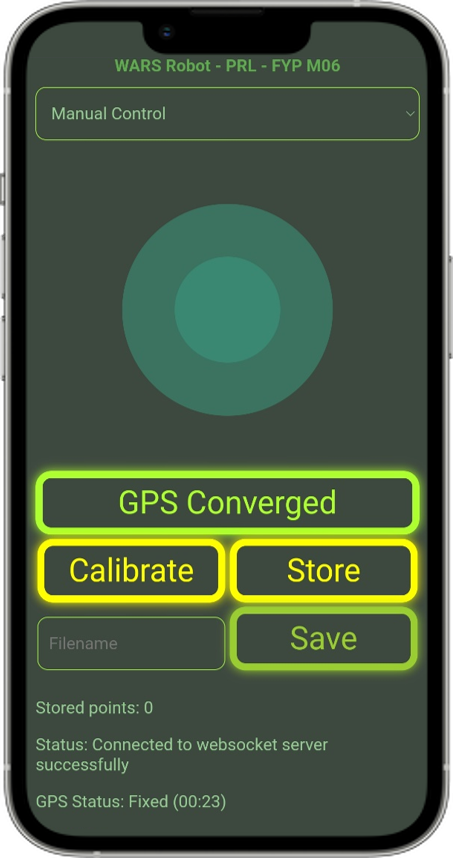 WARS Robot - PRL - FYP M06
Manual Control
GPS Converged
Calibrate
Store
Filename
Save
Stored points: 0
Status: Connected to websocket server
successfully
GPS Status: Fixed (00:23)